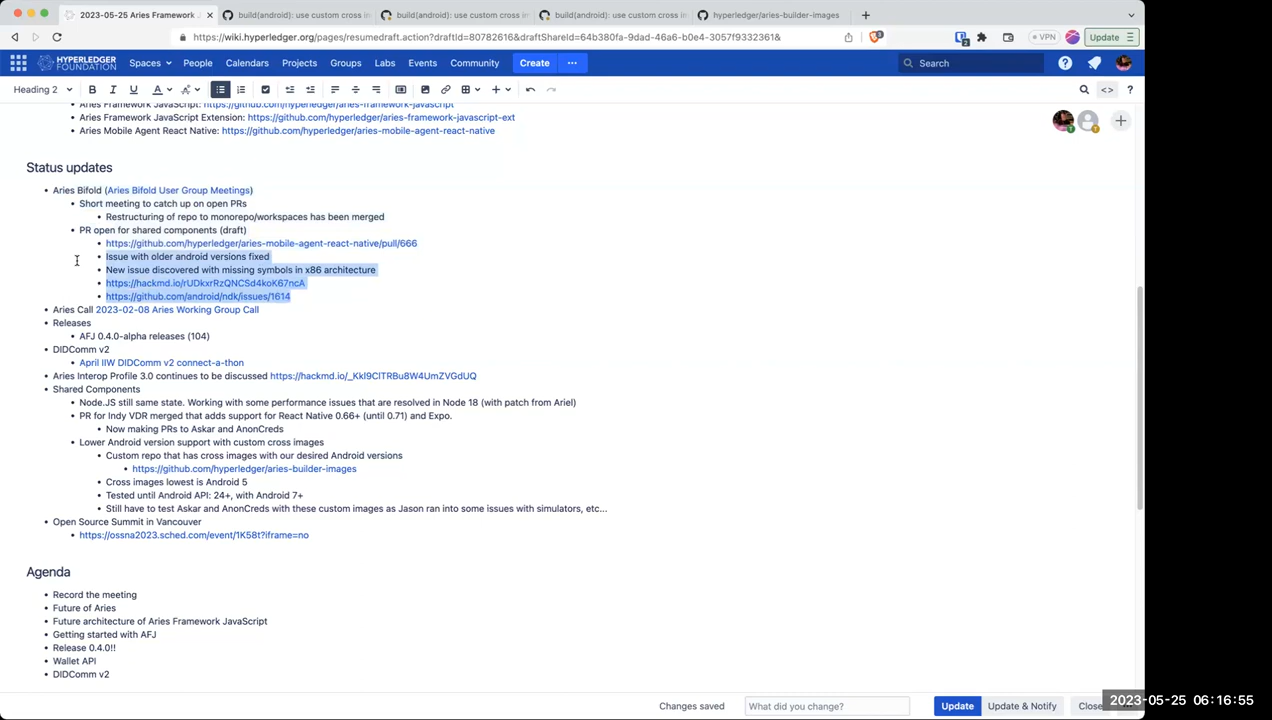 2023-05-25 Aries Framework J
build(android): use custom cross im
build(android): use custom cross im
build(android): use custom cross im
hyperledger/aries-builder-images
https://wiki.hyperledger.org/pages/resumedraft.action?draftId=80782616&draftShareId=64b380fa-9dad-46a6-b0e4-3057f9332361&
VPN
Update
HYPERLEDGER FOUNDATION
Spaces
People
Calendars
Projects
Groups
Labs
Events
Community
Create
Search
Heading 2
B I U A
Aries Framework JavaScript: https://github.com/hyperledger/aries-framework-javascript
Aries Framework JavaScript Extension: https://github.com/hyperledger/aries-framework-javascript-ext
Aries Mobile Agent React Native: https://github.com/hyperledger/aries-mobile-agent-react-native
Status updates
Aries Bifold (Aries Bifold User Group Meetings)
Short meeting to catch up on open PRs
Restructuring of repo to monorepo/workspaces has been merged
PR open for shared components (draft)
https://github.com/hyperledger/aries-mobile-agent-react-native/pull/666
Issue with older android versions fixed
New issue discovered with missing symbols in x86 architecture
https://hackmd.io/rUDkxrRzQNCSd4koK67ncA
https://github.com/android/ndk/issues/1614
Aries Call 2023-02-08 Aries Working Group Call
Releases
AFJ 0.4.0-alpha releases (104)
DIDComm v2
April IIW DIDComm v2 connect-a-thon
Aries Interop Profile 3.0 continues to be discussed https://hackmd.io/_KkI9ClTRBu8W4UmZVGdUQ
Shared Components
Node.JS still same state. Working with some performance issues that are resolved in Node 18 (with patch from Ariel)
PR for Indy VDR merged that adds support for React Native 0.66+ (until 0.71) and Expo.
Now making PRs to Askar and AnonCreds
Lower Android version support with custom cross images
Custom repo that has cross images with our desired Android versions
https://github.com/hyperledger/aries-builder-images
Cross images lowest is Android 5
Tested until Android API: 24+, with Android 7+
Still have to test Askar and AnonCreds with these custom images as Jason ran into some issues with simulators, etc...
Open Source Summit in Vancouver
https://ossna2023.sched.com/event/1K58t?iframe=no
Agenda
Record the meeting
Future of Aries
Future architecture of Aries Framework JavaScript
Getting started with AFJ
Release 0.4.0!!
Wallet API
DIDComm v2
Changes saved
What did you change?
Update
Update & Notify
Close
2023-05-25 06:16:55